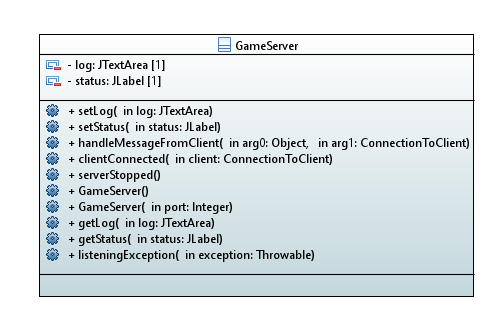 GameServer
- log: JTextArea [1]
- status: JLabel [1]
+ setLog( in log: JTextArea)
+ setStatus( in status: JLabel)
+ handleMessageFromClient( in arg0: Object, in arg1: ConnectionToClient)
+ clientConnected( in client: ConnectionToClient)
+ serverStopped()
+ GameServer()
+ GameServer( in port: Integer)
+ getLog( in log: JTextArea)
+ getStatus( in status: JLabel)
+ listeningException( in exception: Throwable)